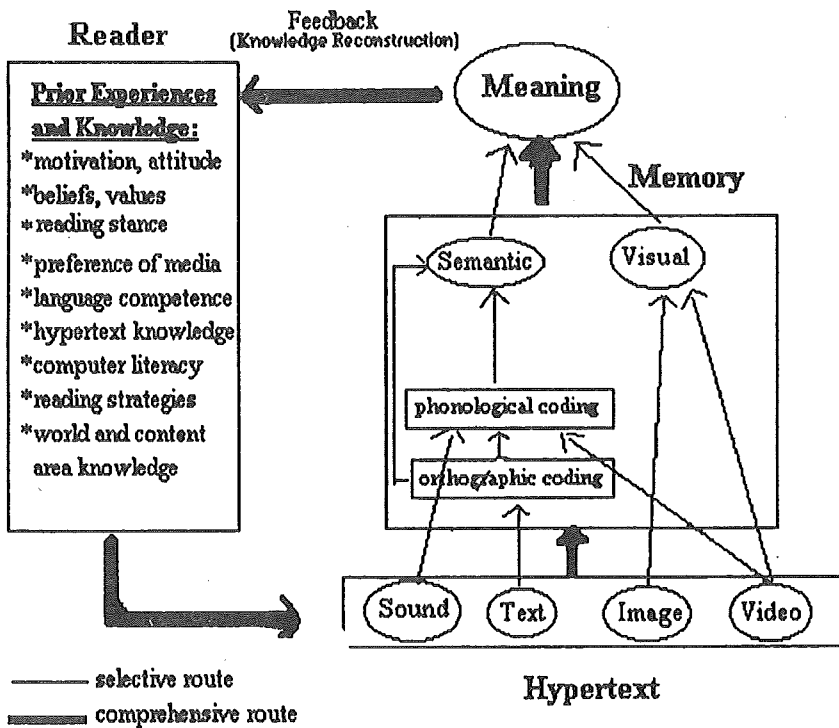 Reader
Feedback
(Knowledge Reconstruction)
Meaning
Prior Experiences
and Knowledge:
*motivation, attitude
*beliefs, values
*reading stance
*preference of media
*language competence
*hypertext knowledge
*computer literacy
*reading strategies
*world and content
area knowledge
Memory
Semantic
Visual
phonological coding
orthographic coding
Sound
Text
Image
Video
Hypertext
selective route
comprehensive route